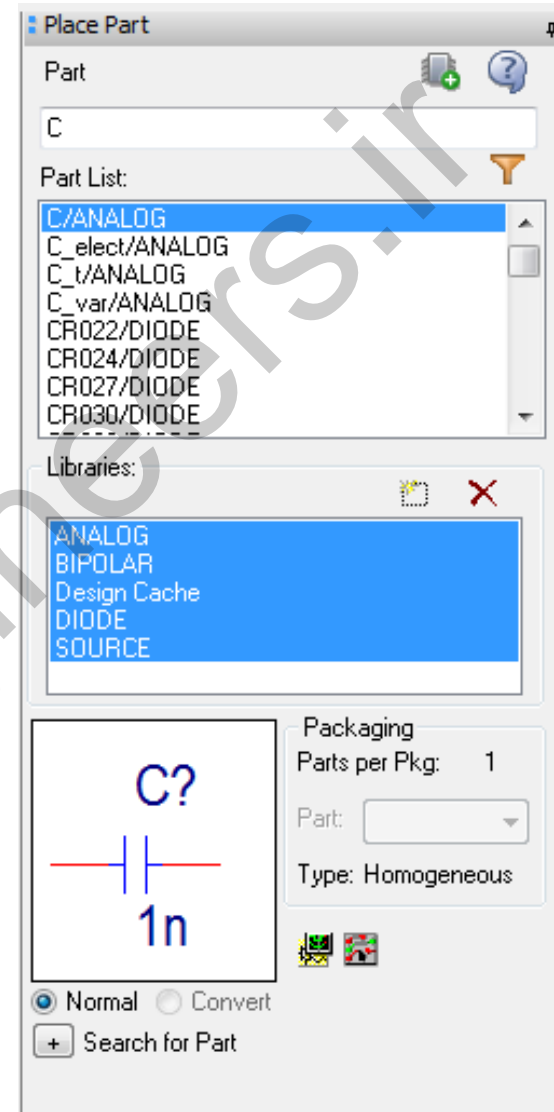 Place Part
Part
C
Part List:
C/ANALOG
C_elect/ANALOG
C_t/ANALOG
C_var/ANALOG
CR022/DIODE
CR024/DIODE
CR027/DIODE
CR030/DIODE
Libraries:
ANALOG
BIPOLAR
Design Cache
DIODE
SOURCE
C?
1n
Packaging
Parts per Pkg: 1
Part:
Type: Homogeneous
Normal Convert
+ Search for Part
neers.ir